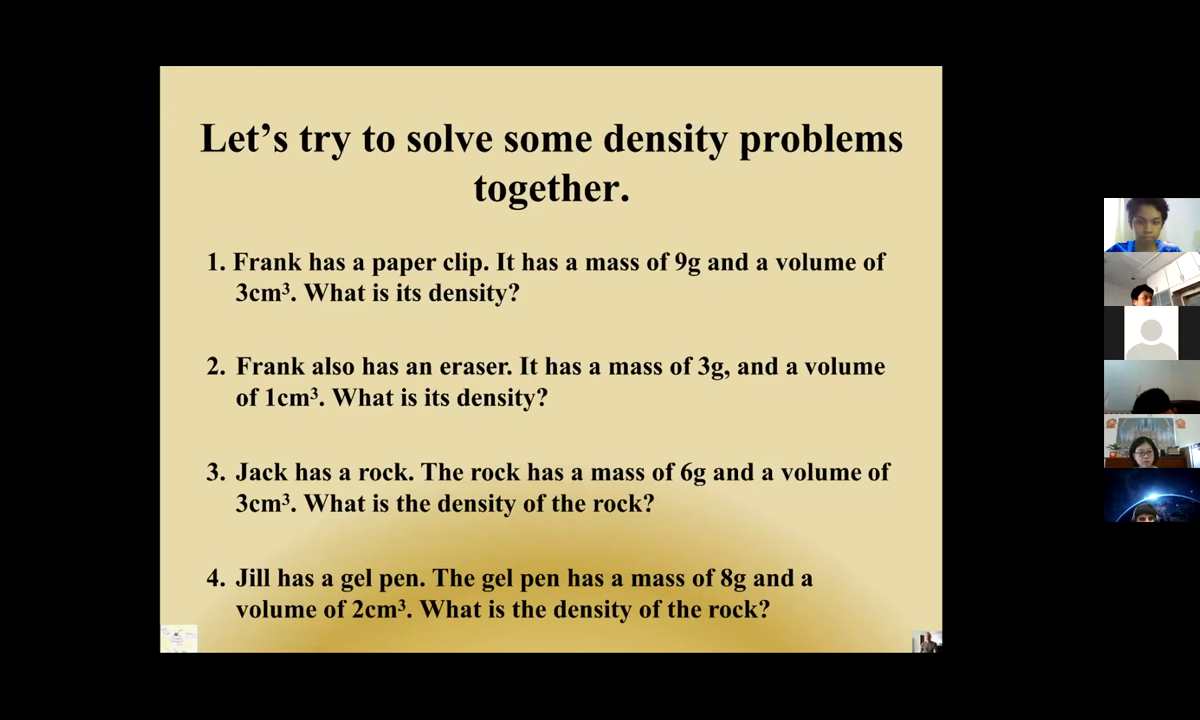 Let’s try to solve some density problems
together.
1. Frank has a paper clip. It has a mass of 9g and a volume of
3cm³. What is its density?
2. Frank also has an eraser. It has a mass of 3g, and a volume
of 1cm³. What is its density?
3. Jack has a rock. The rock has a mass of 6g and a volume of
3cm³. What is the density of the rock?
4. Jill has a gel pen. The gel pen has a mass of 8g and a
volume of 2cm³. What is the density of the rock?